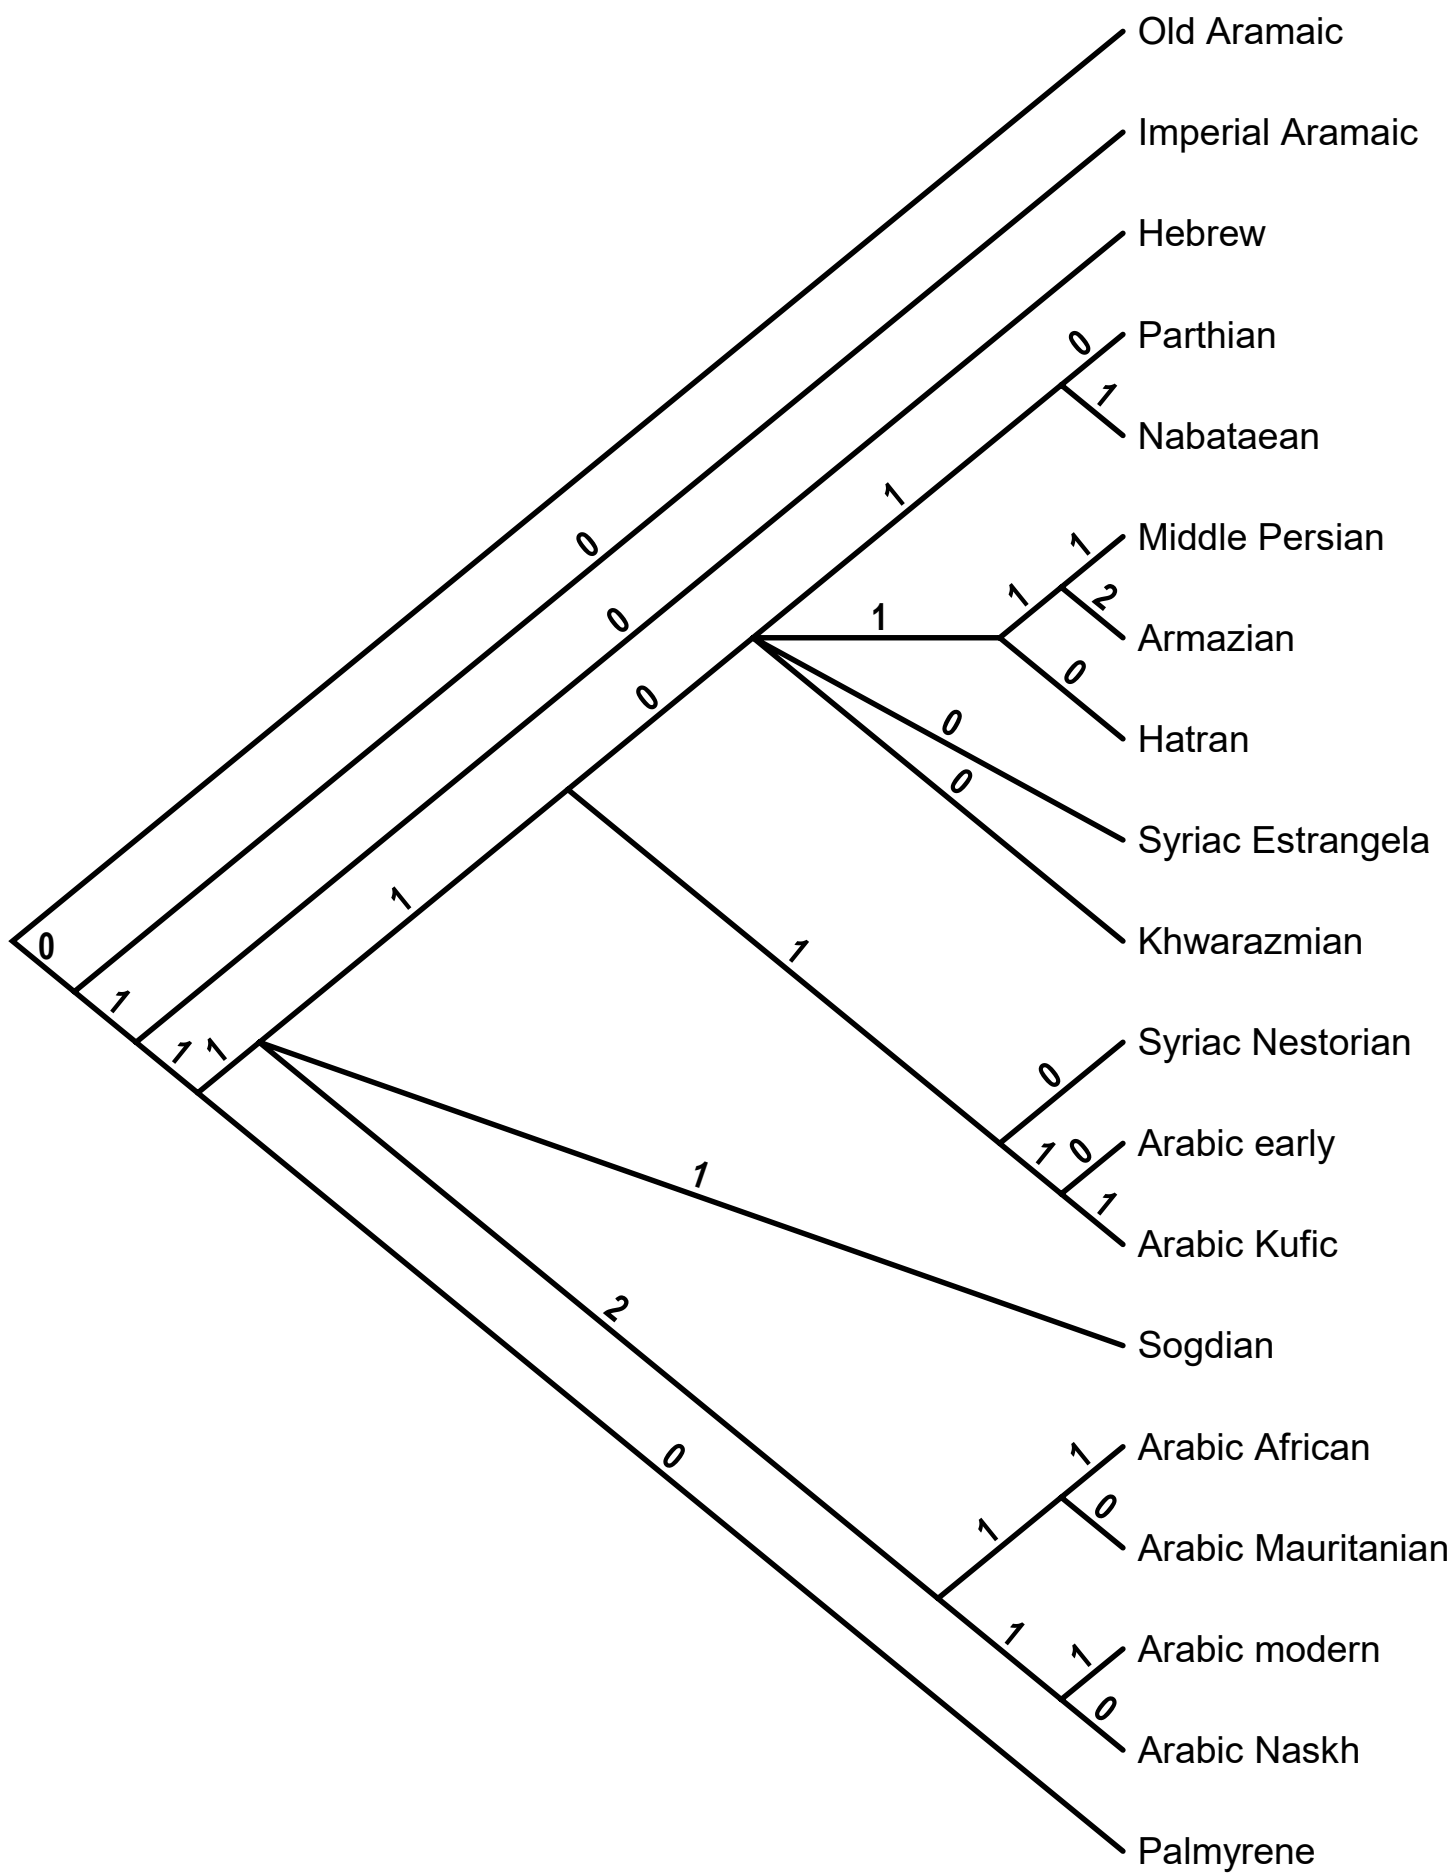 Old Aramaic
Imperial Aramaic
Hebrew
0
Parthian
1
Nabataean
1
1
Middle Persian
0
1
2
1
0
Armazian
0
0
0
Hatran
0
Syriac Estrangela
1
0
1
Khwarazmian
1
1
1
Syriac Nestorian
0
1
0
Arabic early
1
1
Arabic Kufic
2
Sogdian
0
1
Arabic African
1
0
Arabic Mauritanian
1
1
Arabic modern
0
Arabic Naskh
Palmyrene